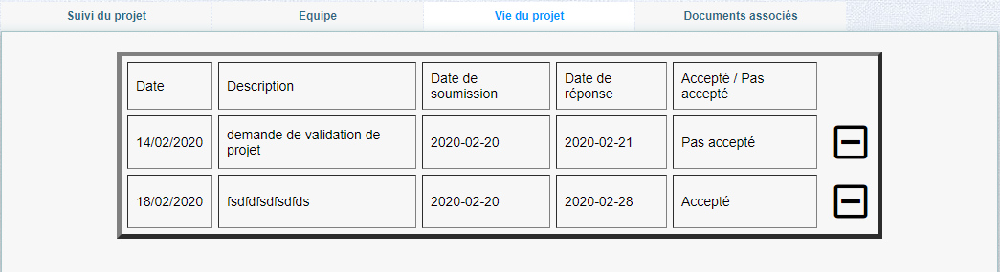 Suivi du projet Equipe Vie du projet Documents associés
Date Description Date de soumission Date de réponse Accepté / Pas accepté
14/02/2020 demande de validation de projet 2020-02-20 2020-02-21 Pas accepté
18/02/2020 fsdfdfsdfsdfds 2020-02-20 2020-02-28 Accepté